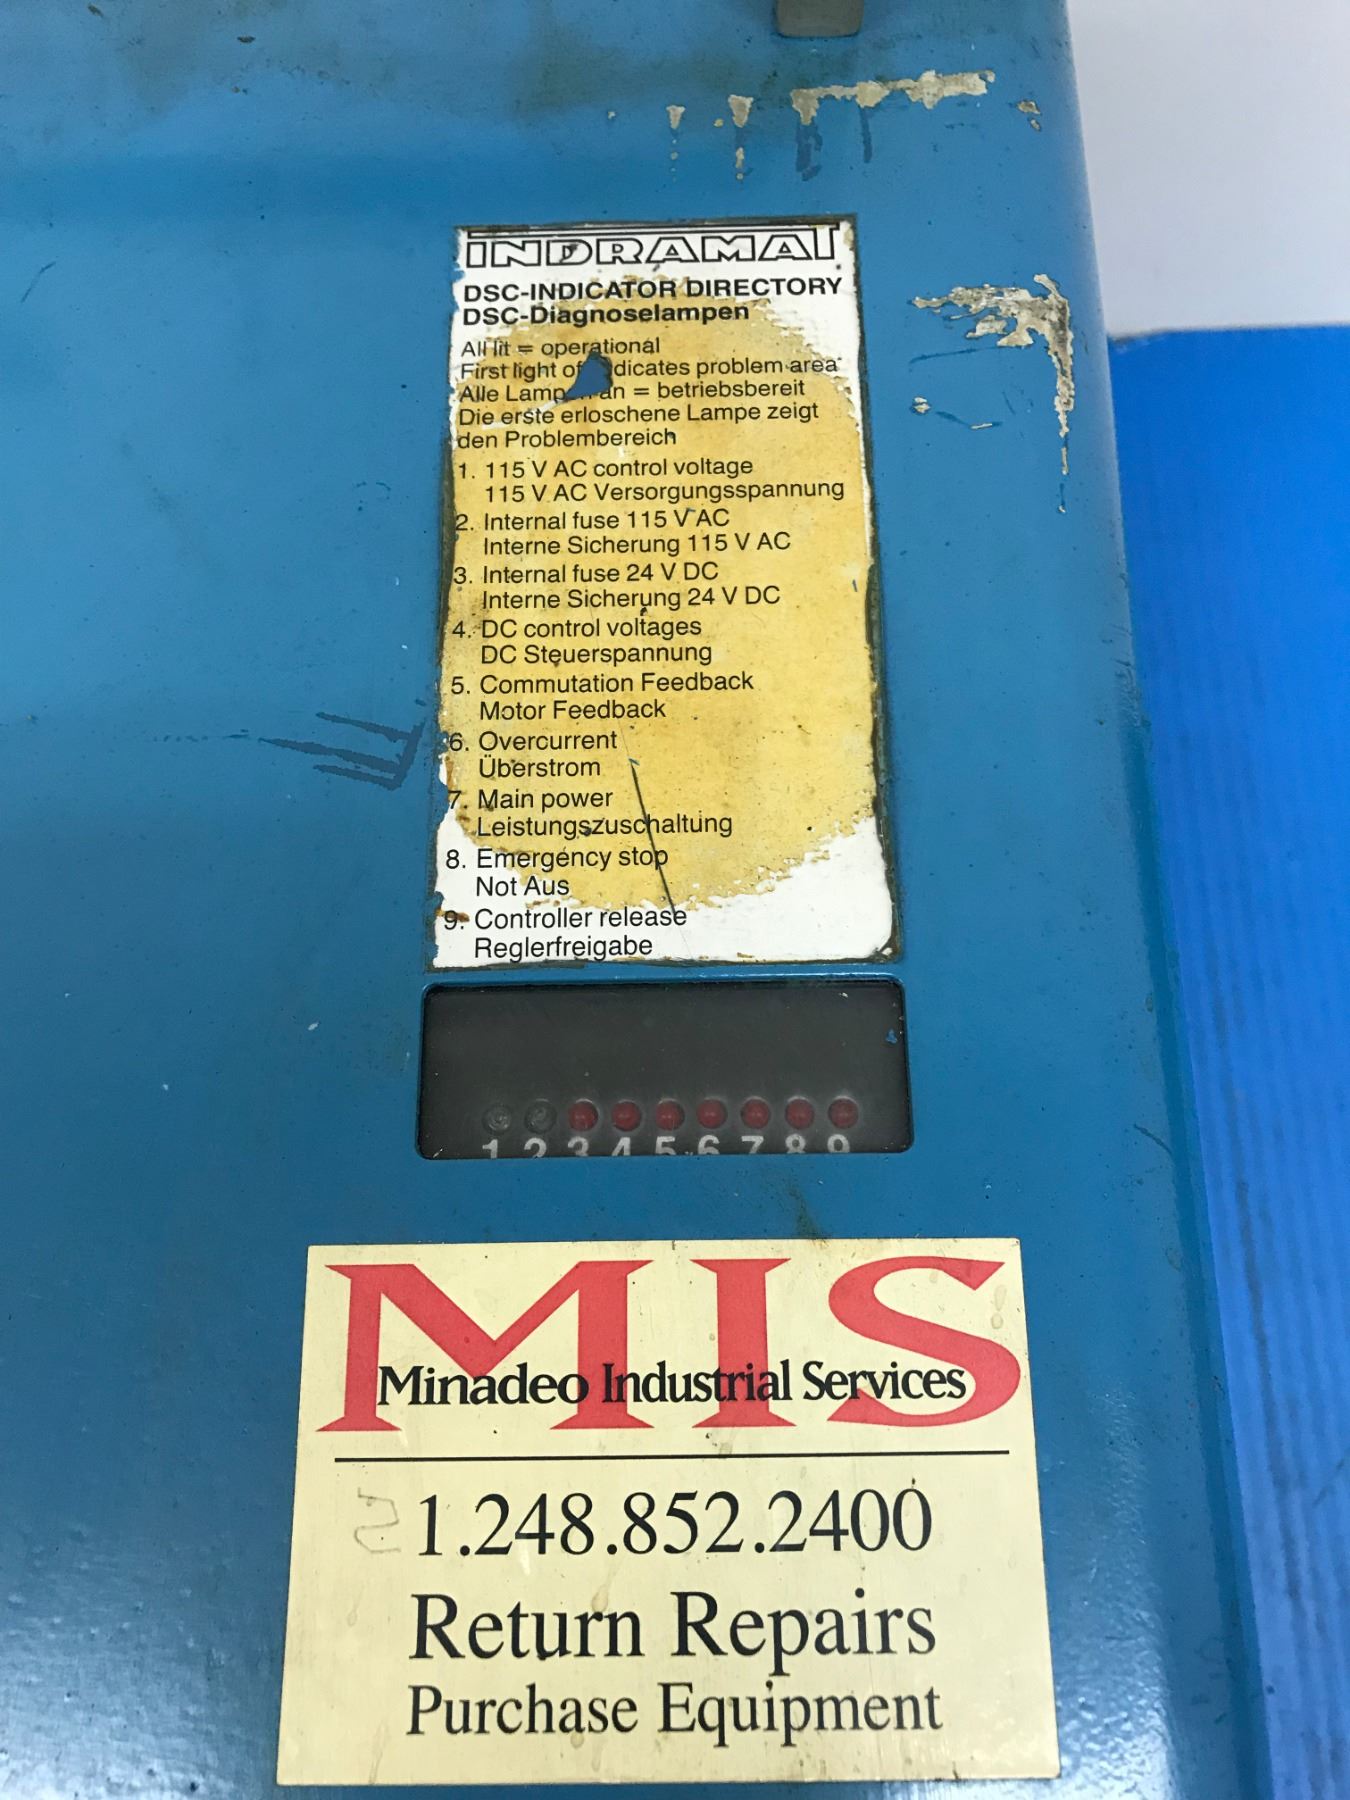 INDRAMAT
DSC-INDICATOR DIRECTORY
DSC-Diagnoselampen
All lit = operational
First light of dicates problem area
Alle Lampen an = betriebsbereit
Die erste erloschene Lampe zeigt
den Problembereich
1. 115 V AC control voltage
115 V AC Versorgungsspannung
2. Internal fuse 115 V AC
Interne Sicherung 115 V AC
3. Internal fuse 24 V DC
Interne Sicherung 24 V DC
4. DC control voltages
DC Steuerspannung
5. Commutation Feedback
Motor Feedback
6. Overcurrent
Überstrom
7. Main power
Leistungszuschaltung
8. Emergency stop
Not Aus
9. Controller release
Reglerfreigabe
1 2 3 4 5 6 7 8 9
MIS
Minadeo Industrial Services
1.248.852.2400
Return Repairs
Purchase Equipment